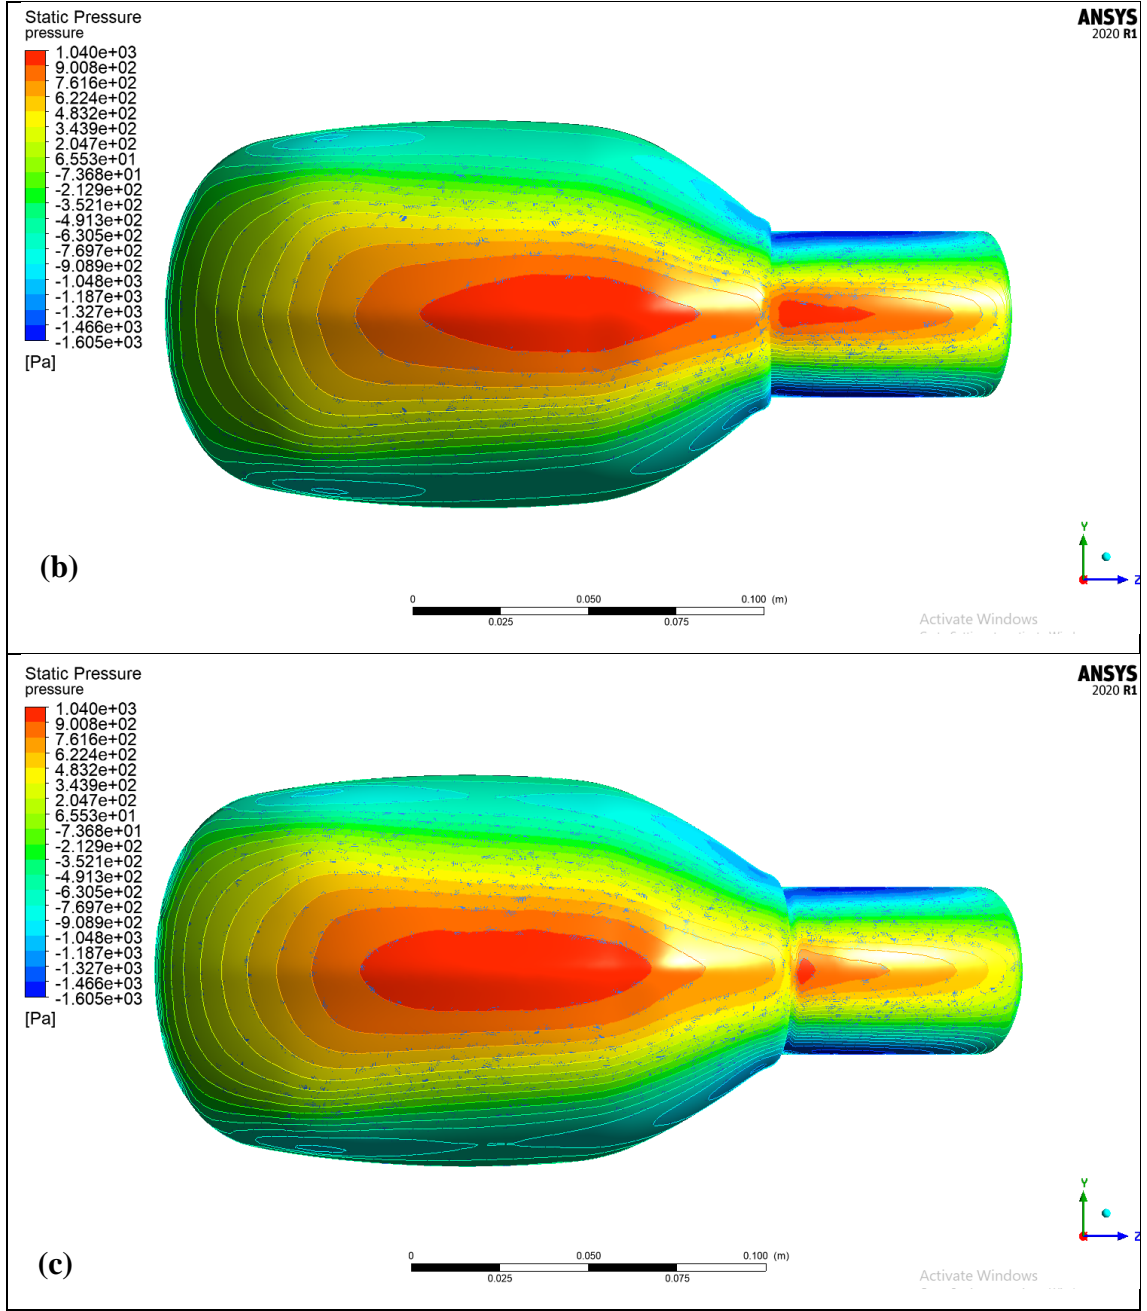 Static Pressure
pressure
1.040e+03
9.008e+02
7.616e+02
6.224e+02
4.832e+02
3.439e+02
2.047e+02
6.553e+01
-7.368e+01
-2.129e+02
-3.521e+02
-4.913e+02
-6.305e+02
-7.697e+02
-9.089e+02
-1.048e+03
-1.187e+03
-1.327e+03
-1.466e+03
-1.605e+03
[Pa]
ANSYS
2020 R1
Y
Z
(b)
0 0.050 0.100 (m)
0.025 0.075
Activate Windows
Static Pressure
pressure
1.040e+03
9.008e+02
7.616e+02
6.224e+02
4.832e+02
3.439e+02
2.047e+02
6.553e+01
-7.368e+01
-2.129e+02
-3.521e+02
-4.913e+02
-6.305e+02
-7.697e+02
-9.089e+02
-1.048e+03
-1.187e+03
-1.327e+03
-1.466e+03
-1.605e+03
[Pa]
ANSYS
2020 R1
Y
Z
(c)
0 0.050 0.100 (m)
0.025 0.075
Activate Windows